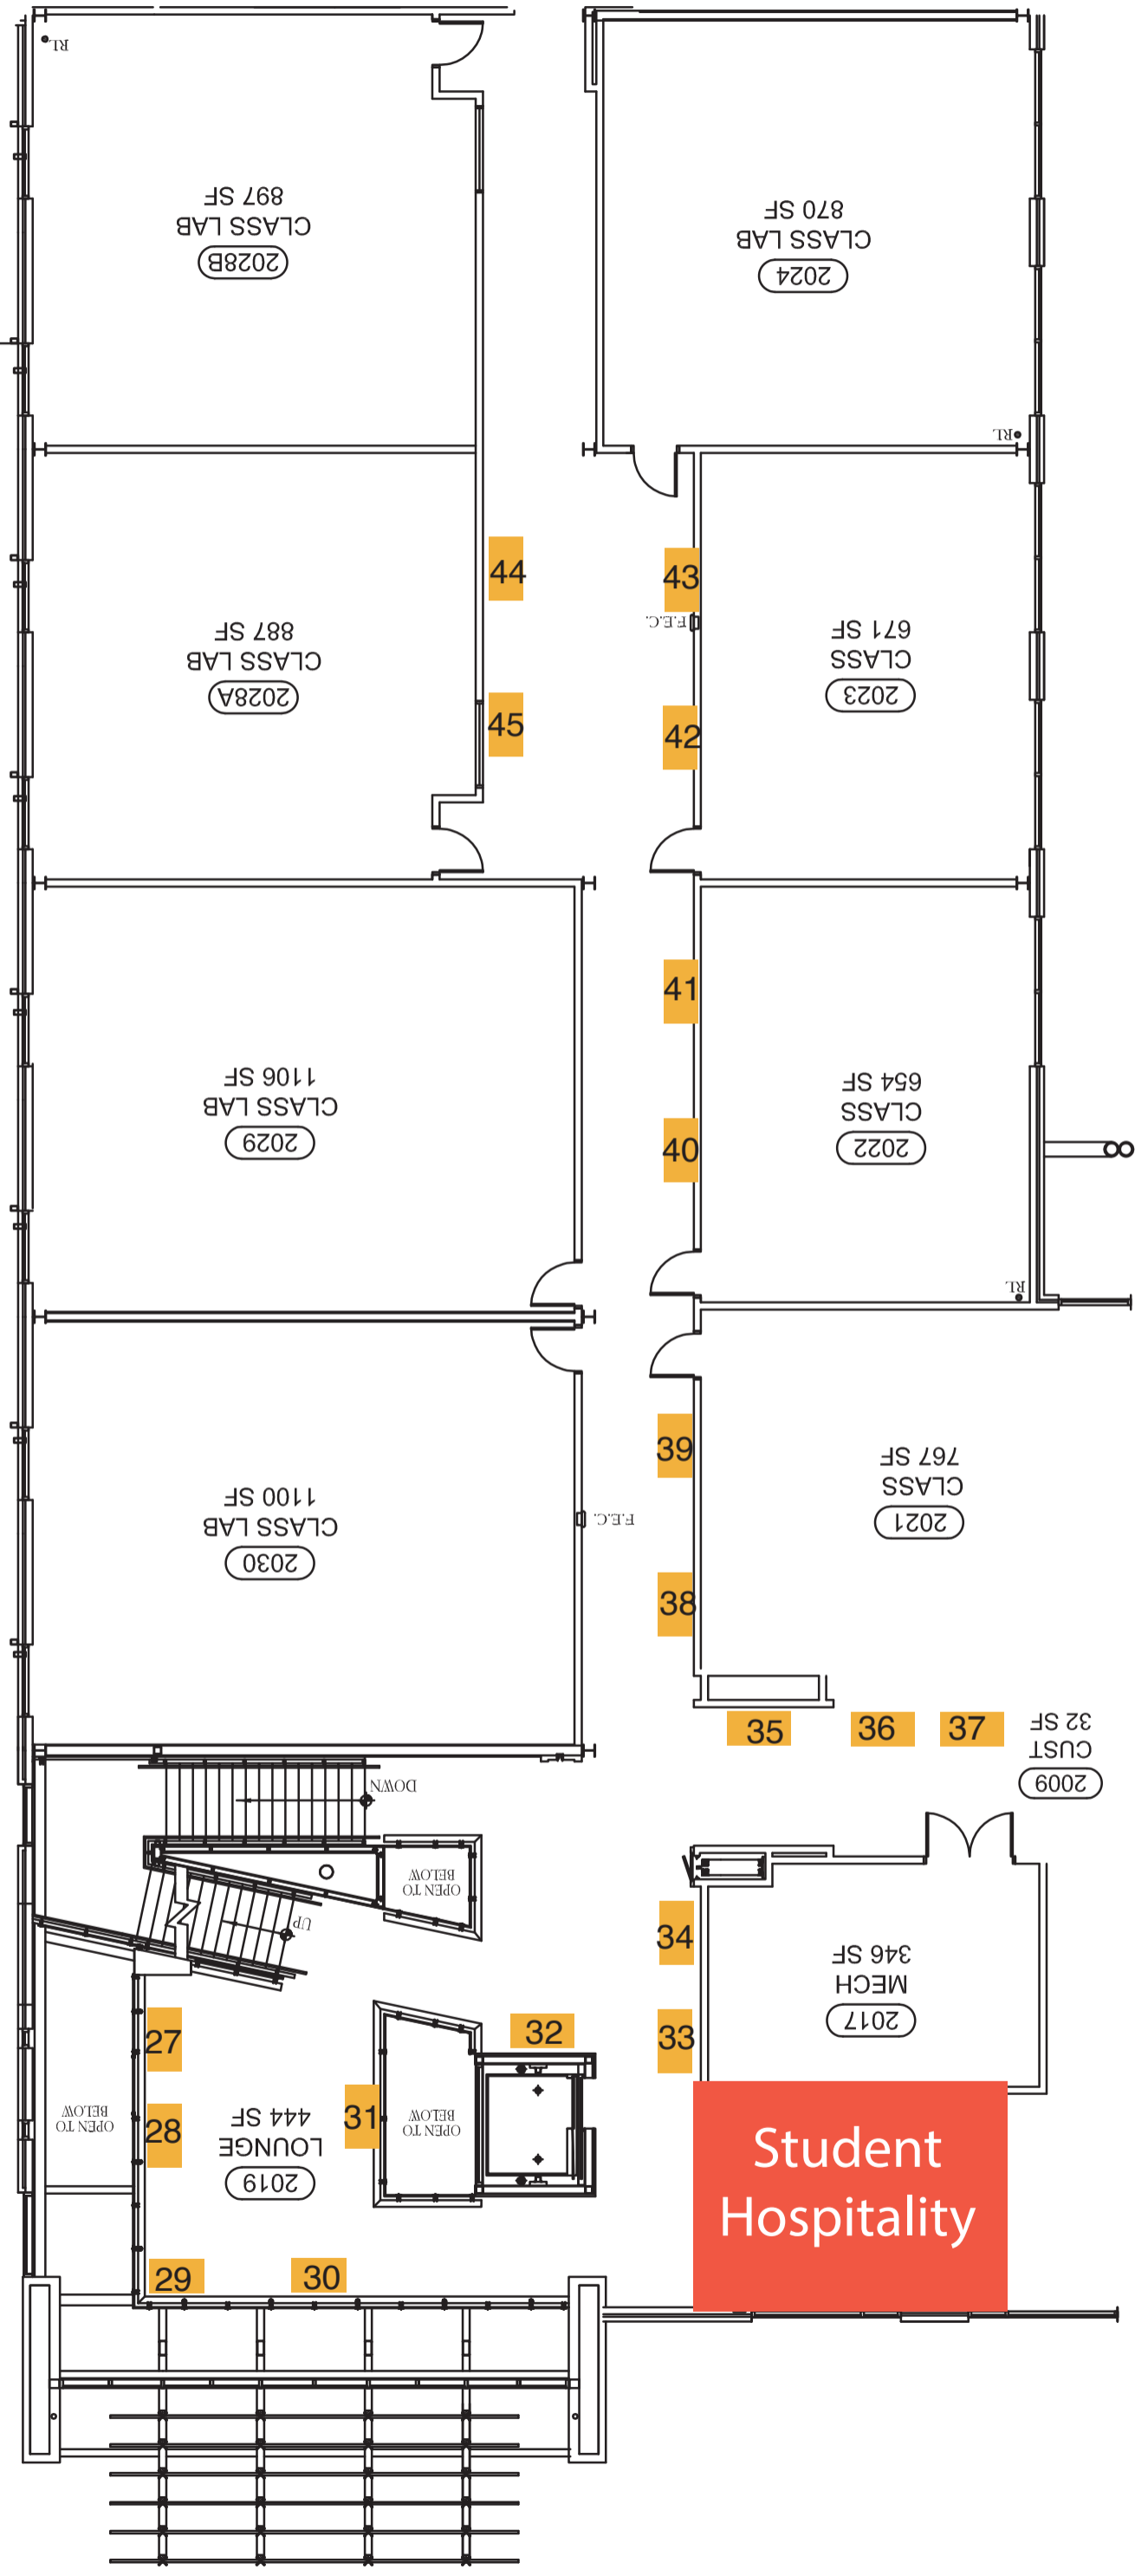 RL
2028B
CLASS LAB
897 SF
2024
CLASS LAB
870 SF
RL
44
43
F.E.C.
2028A
CLASS LAB
887 SF
2023
CLASS
671 SF
45
42
41
2029
CLASS LAB
1106 SF
2022
CLASS
654 SF
40
RL
39
2030
CLASS LAB
1100 SF
F.E.C.
2021
CLASS
767 SF
38
35
36
37
2009
CUST
32 SF
DOWN
OPEN TO
BELOW
UP
34
2017
MECH
346 SF
27
32
33
28
OPEN TO
BELOW
31
OPEN TO
BELOW
2019
LOUNGE
444 SF
Student
Hospitality
29
30